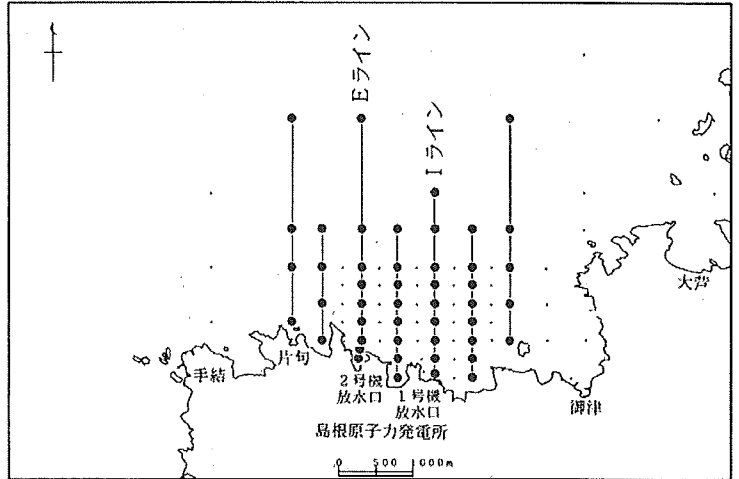 Eライン
Iライン
大芦
片句
手結
2号機
放水口
1号機
放水口
御津
島根原子力発電所
0 500 1000m